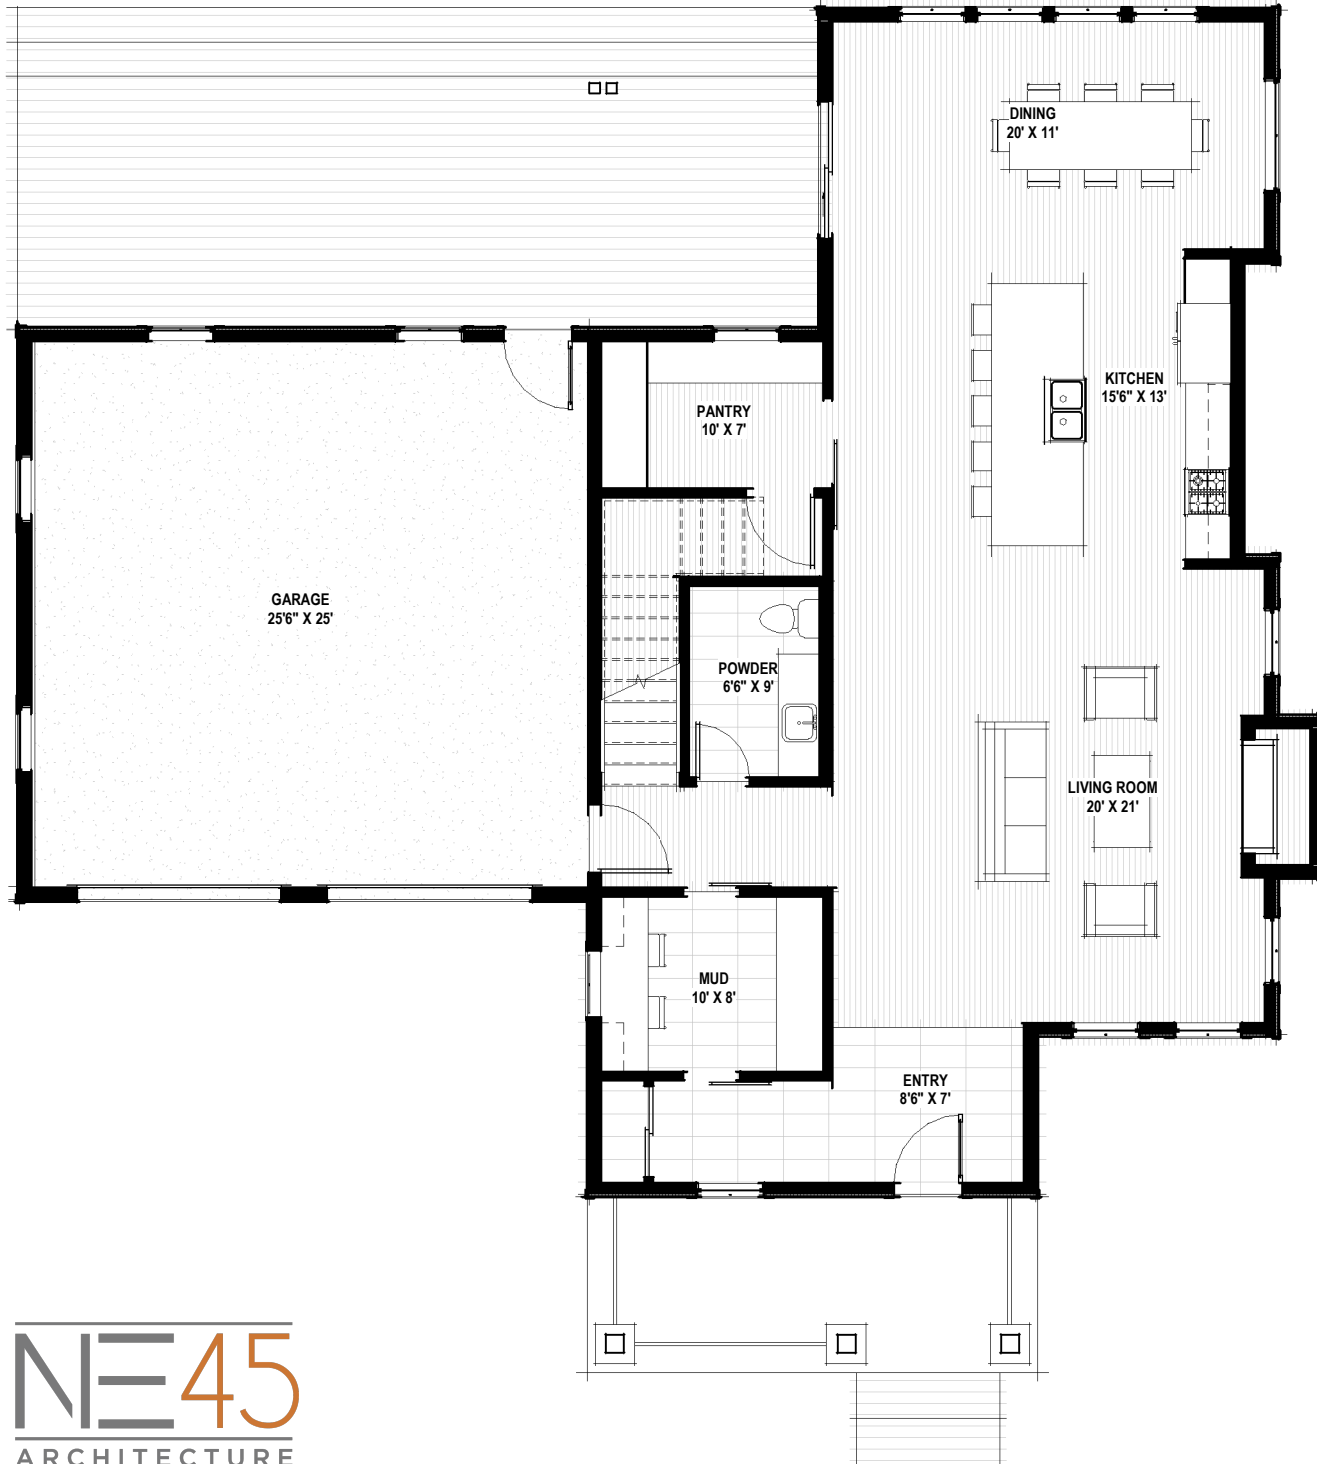 DINING
20' X 11'
KITCHEN
15'6" X 13'
PANTRY
10' X 7'
GARAGE
25'6" X 25'
POWDER
6'6" X 9'
LIVING ROOM
20' X 21'
MUD
10' X 8'
ENTRY
8'6" X 7'
NE45
ARCHITECTURE